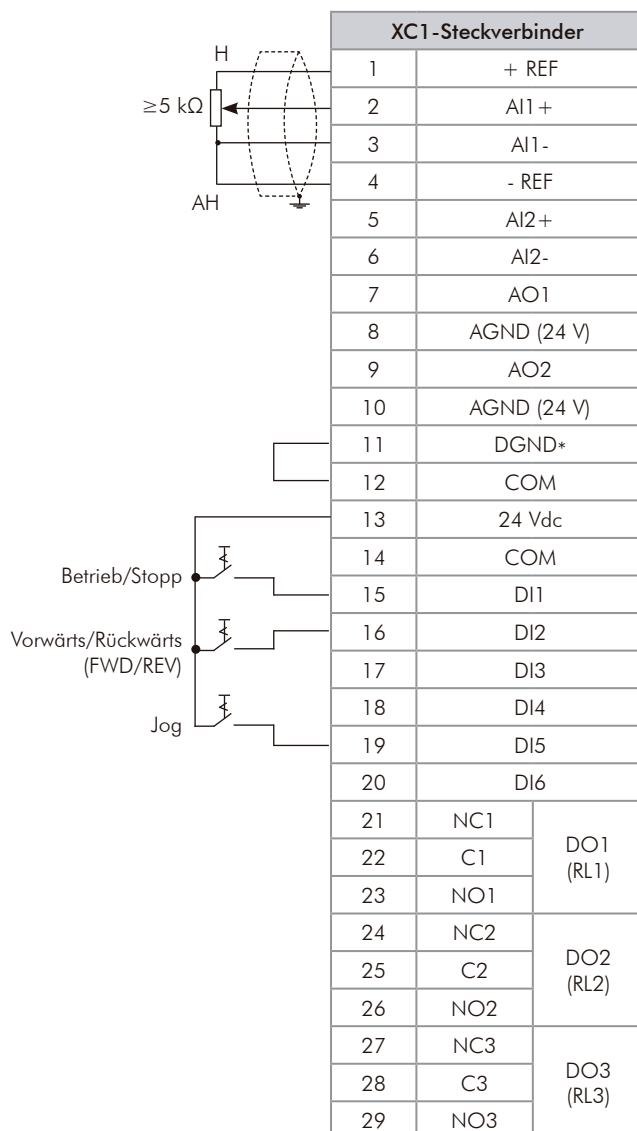 XC1-Steckverbinder
H
≥5 kΩ
AH
1 + REF
2 AI1+
3 AI1-
4 - REF
5 AI2+
6 AI2-
7 AO1
8 AGND (24 V)
9 AO2
10 AGND (24 V)
11 DGND*
12 COM
13 24 Vdc
14 COM
Betrieb/Stopp
15 DI1
Vorwärts/Rückwärts
(FWD/REV)
16 DI2
17 DI3
18 DI4
Jog
19 DI5
20 DI6
21 NC1
22 C1
23 NO1
DO1
(RL1)
24 NC2
25 C2
26 NO2
DO2
(RL2)
27 NC3
28 C3
29 NO3
DO3
(RL3)